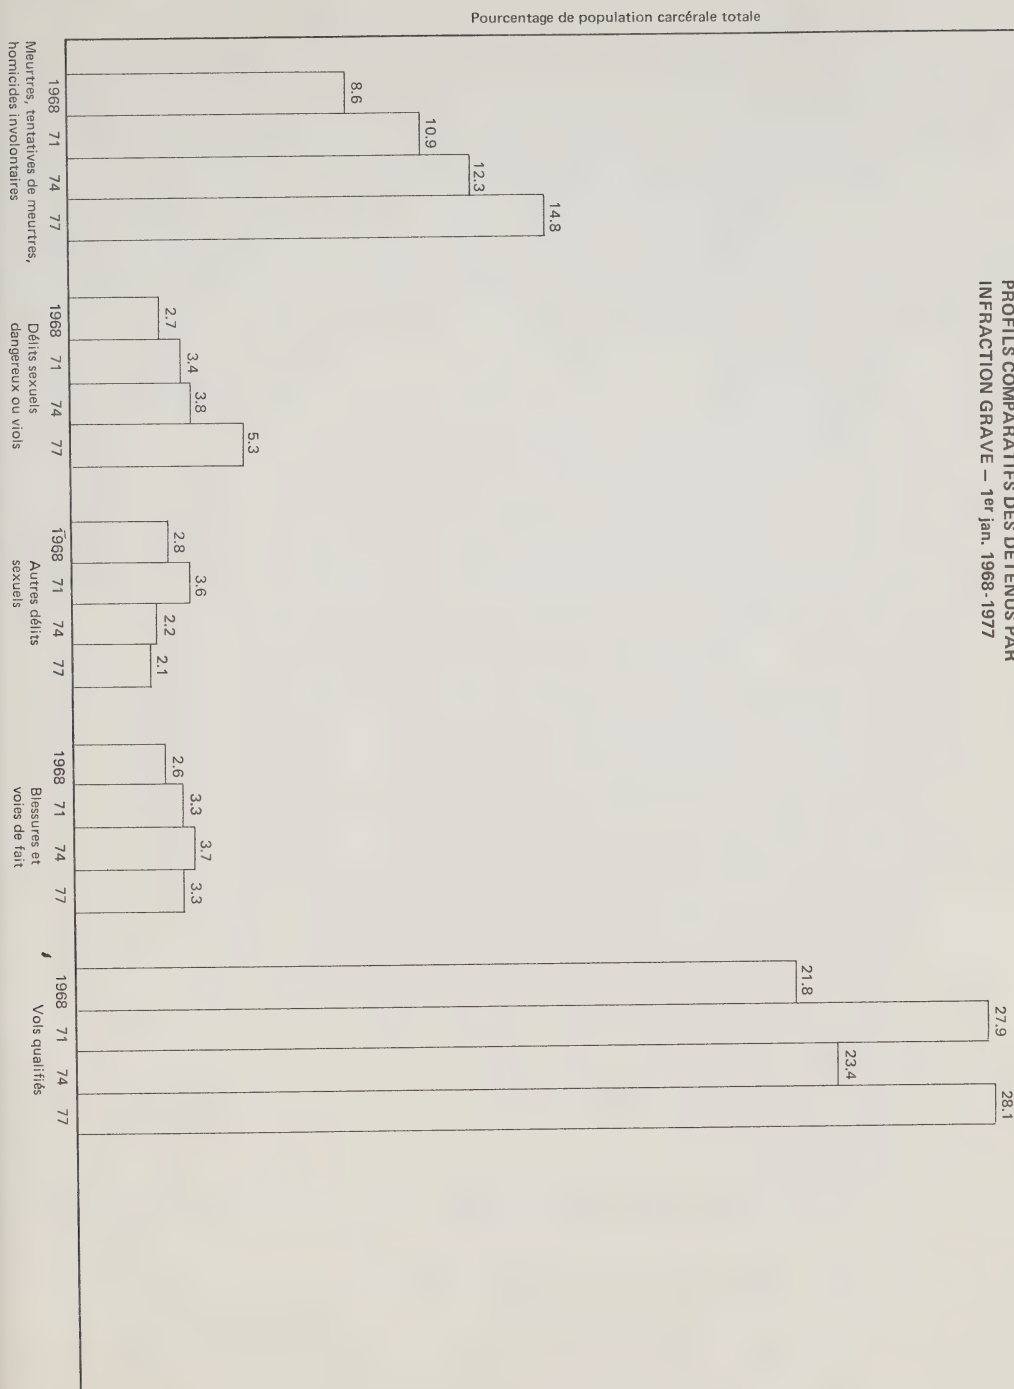 PROFILS COMPARATIFS DES DÉTENUS PAR
INFRACTION GRAVE – 1er jan. 1968-1977
Pourcentage de population carcérale totale
8.6
10.9
12.3
14.8
1968 71 74 77
Meurtres, tentatives de meurtres,
homicides involontaires
2.7
3.4
3.8
5.3
1968 71 74 77
Délits sexuels
dangereux ou viols
2.8
3.6
2.2
2.1
1968 71 74 77
Autres délits
sexuels
2.6
3.3
3.7
3.3
1968 71 74 77
Blessures et
voies de fait
21.8
27.9
23.4
28.1
1968 71 74 77
Vols qualifiés